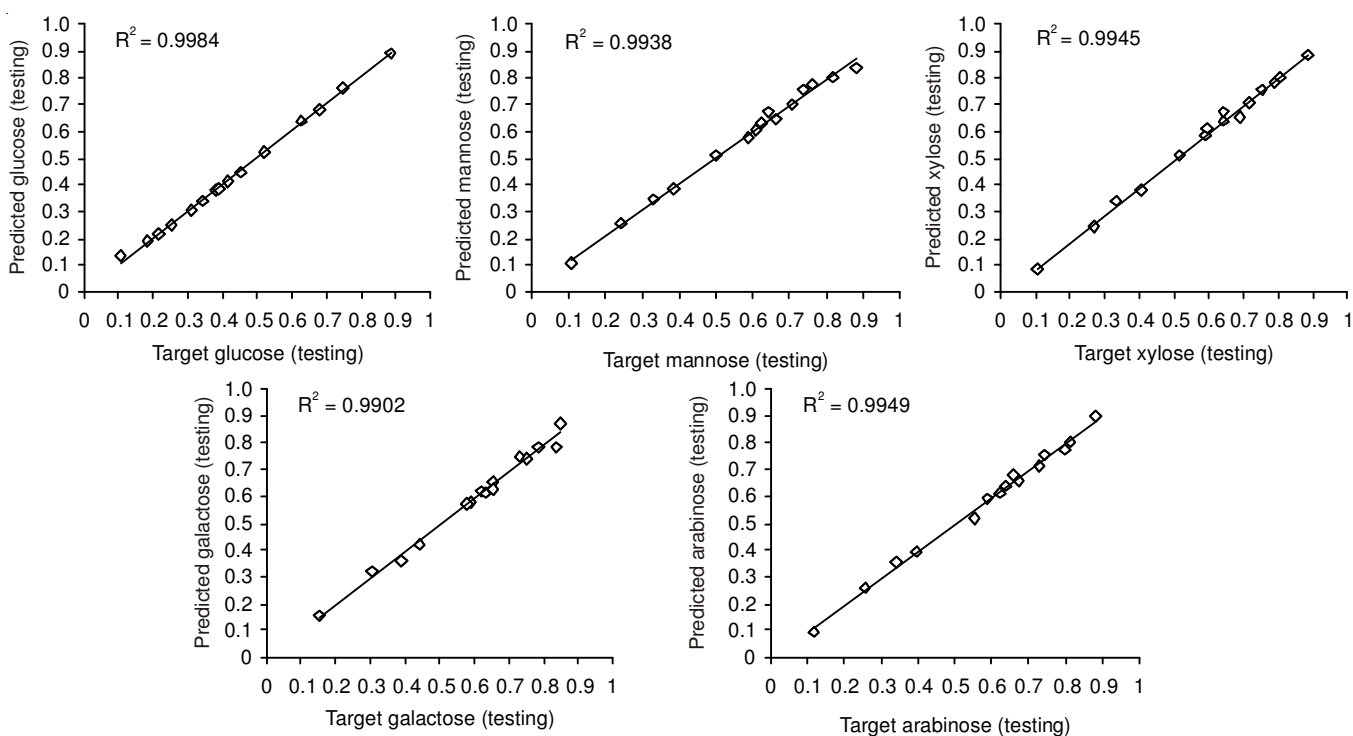 1.0
0.9
0.8
0.7
0.6
0.5
0.4
0.3
0.2
0.1
0
Predicted glucose (testing)
R² = 0.9984
0 0.1 0.2 0.3 0.4 0.5 0.6 0.7 0.8 0.9 1
Target glucose (testing)
1.0
0.9
0.8
0.7
0.6
0.5
0.4
0.3
0.2
0.1
0
Predicted mannose (testing)
R² = 0.9938
0 0.1 0.2 0.3 0.4 0.5 0.6 0.7 0.8 0.9 1
Target mannose (testing)
1.0
0.9
0.8
0.7
0.6
0.5
0.4
0.3
0.2
0.1
0
Predicted xylose (testing)
R² = 0.9945
0 0.1 0.2 0.3 0.4 0.5 0.6 0.7 0.8 0.9 1
Target xylose (testing)
1.0
0.9
0.8
0.7
0.6
0.5
0.4
0.3
0.2
0.1
0
Predicted galactose (testing)
R² = 0.9902
0 0.1 0.2 0.3 0.4 0.5 0.6 0.7 0.8 0.9 1
Target galactose (testing)
1.0
0.9
0.8
0.7
0.6
0.5
0.4
0.3
0.2
0.1
0
Predicted arabinose (testing)
R² = 0.9949
0 0.1 0.2 0.3 0.4 0.5 0.6 0.7 0.8 0.9 1
Target arabinose (testing)